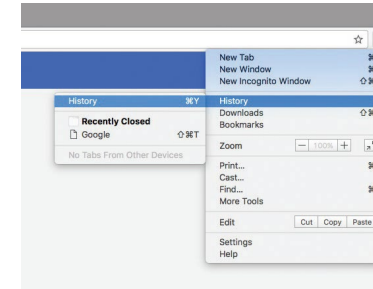 New Tab
New Window
New Incognito Window
History
Downloads
Bookmarks
Zoom — 100% +
Print...
Cast...
Find...
More Tools
Edit Cut Copy Paste
Settings
Help
History ⌘Y
Recently Closed
Google ⇧⌘T
No Tabs From Other Devices